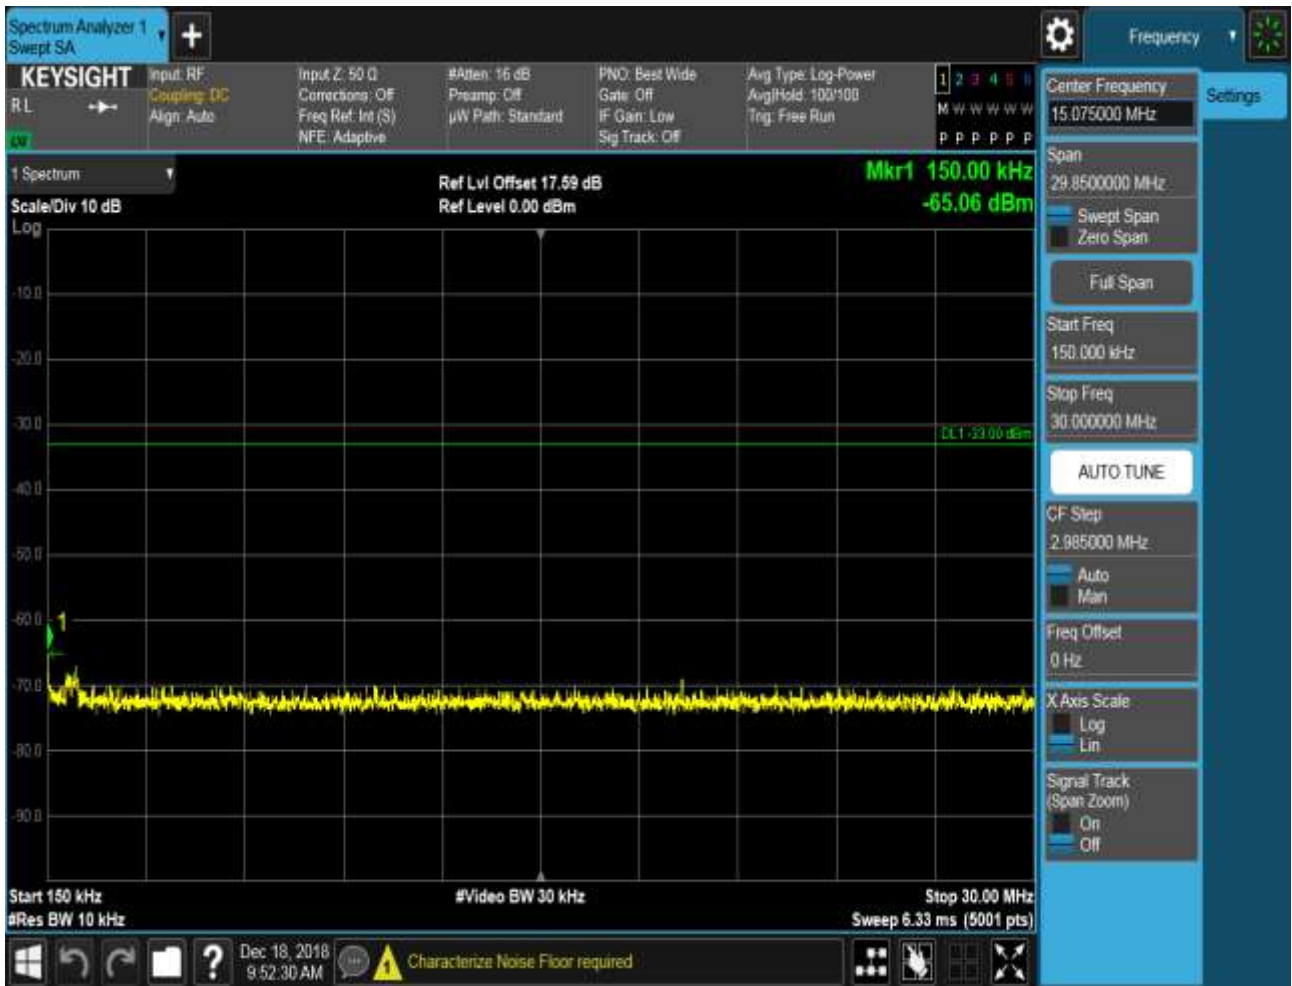 Spectrum Analyzer 1
Swept SA
Frequency
KEYSIGHT
RL
Input: RF
Coupling: DC
Align: Auto
Input Z: 50 Ω
Corrections: Off
Freq Ref: Int (S)
NFE: Adaptive
#Atten: 16 dB
Preamp: Off
µW Path: Standard
PNO: Best Wide
Gate: Off
IF Gain: Low
Sig Track: Off
Avg Type: Log-Power
Avg|Hold: 100/100
Trig: Free Run
1 2 3 4 5 6
M W W W W W
P P P P P P
1 Spectrum
Scale/Div 10 dB
Log
Ref Lvl Offset 17.59 dB
Ref Level 0.00 dBm
Mkr1 150.00 kHz
-65.06 dBm
-10.0
-20.0
-30.0
DL1 -33.00 dBm
-40.0
-50.0
-60.0
1
-70.0
-80.0
-90.0
Start 150 kHz
#Video BW 30 kHz
Stop 30.00 MHz
#Res BW 10 kHz
Sweep 6.33 ms (5001 pts)
Center Frequency
15.075000 MHz
Settings
Span
29.8500000 MHz
Swept Span
Zero Span
Full Span
Start Freq
150.000 kHz
Stop Freq
30.000000 MHz
AUTO TUNE
CF Step
2.985000 MHz
Auto
Man
Freq Offset
0 Hz
X Axis Scale
Log
Lin
Signal Track
(Span Zoom)
On
Off
?
Dec 18, 2018
9:52:30 AM
Characterize Noise Floor required